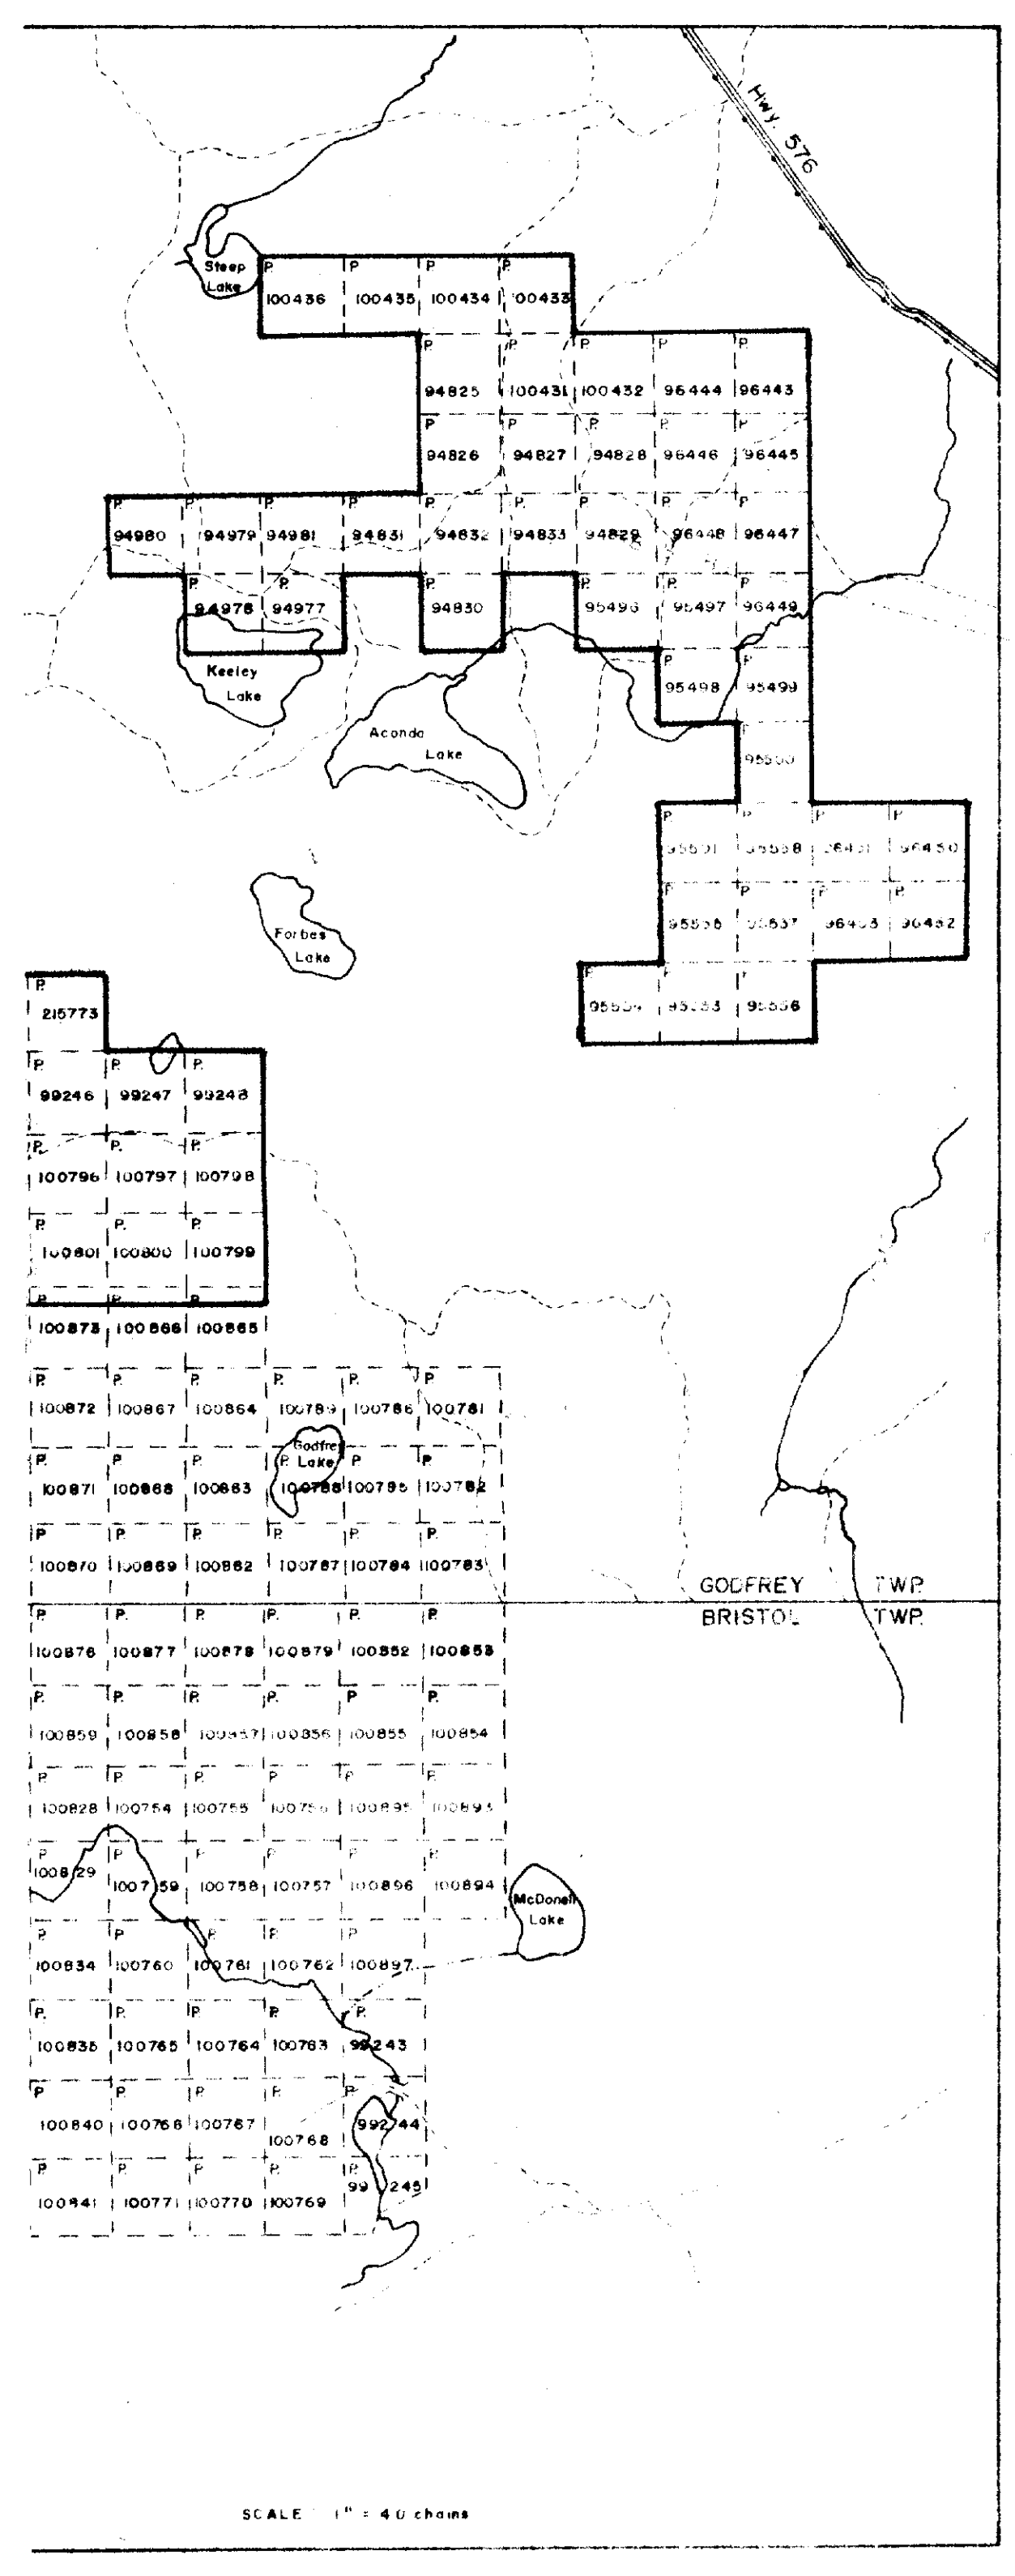 Hwy. 576
Steep
Lake
P. P. P. P.
100436 100435 100434 100433
P. P. P. P. P.
94825 100431 100432 96444 96443
P P. P. P. P.
94826 94827 94828 96446 96445
P. P. P. P. P. P. P. P. P.
94980 94979 94981 94831 94832 94833 94829 96448 96447
P. P. P. P.
94978 94977 94830 95496 95497 96449
Keeley
Lake
P. P.
95498 95499
Aconda
Lake
95500
P. P. P. P.
96450
P. P. P. P.
96452
Forbes
Lake
P.
215773
P. P. P.
99246 99247 99248
P. P. P.
100796 100797 100798
P. P. P.
100801 100800 100799
P. P. P.
100873 100866 100865
P. P. P. P. P. P.
100872 100867 100864 100789 100786 100781
Godfrey
Lake
P. P. P. P. P P.
100871 100868 100863 100788 100785 100782
P P. P. P. P. P.
100870 100869 100862 100787 100784 100783
GODFREY TWP.
BRISTOL TWP.
P. P. P. P. P. P.
100876 100877 100878 100879 100852 100853
P. P. P. P. P P.
100859 100858 100857 100856 100855 100854
P P. P. P P P.
100828 100754 100755 100756 100895 100893
P P P P P. P.
100829 100759 100758 100757 100896 100894
McDonell
Lake
P P. P. P. P
100834 100760 100761 100762 100897
P. P. P. P. P.
100835 100765 100764 100763 99243
P P. P. P. P.
100840 100766 100767 100768 99244
P P. P. P. P.
100841 100771 100770 100769 99245
SCALE 1" = 40 chains